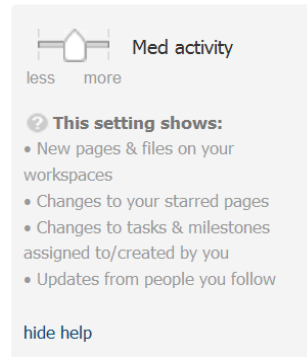 Med activity
less more
? This setting shows:
• New pages & files on your
workspaces
• Changes to your starred pages
• Changes to tasks & milestones
assigned to/created by you
• Updates from people you follow
hide help